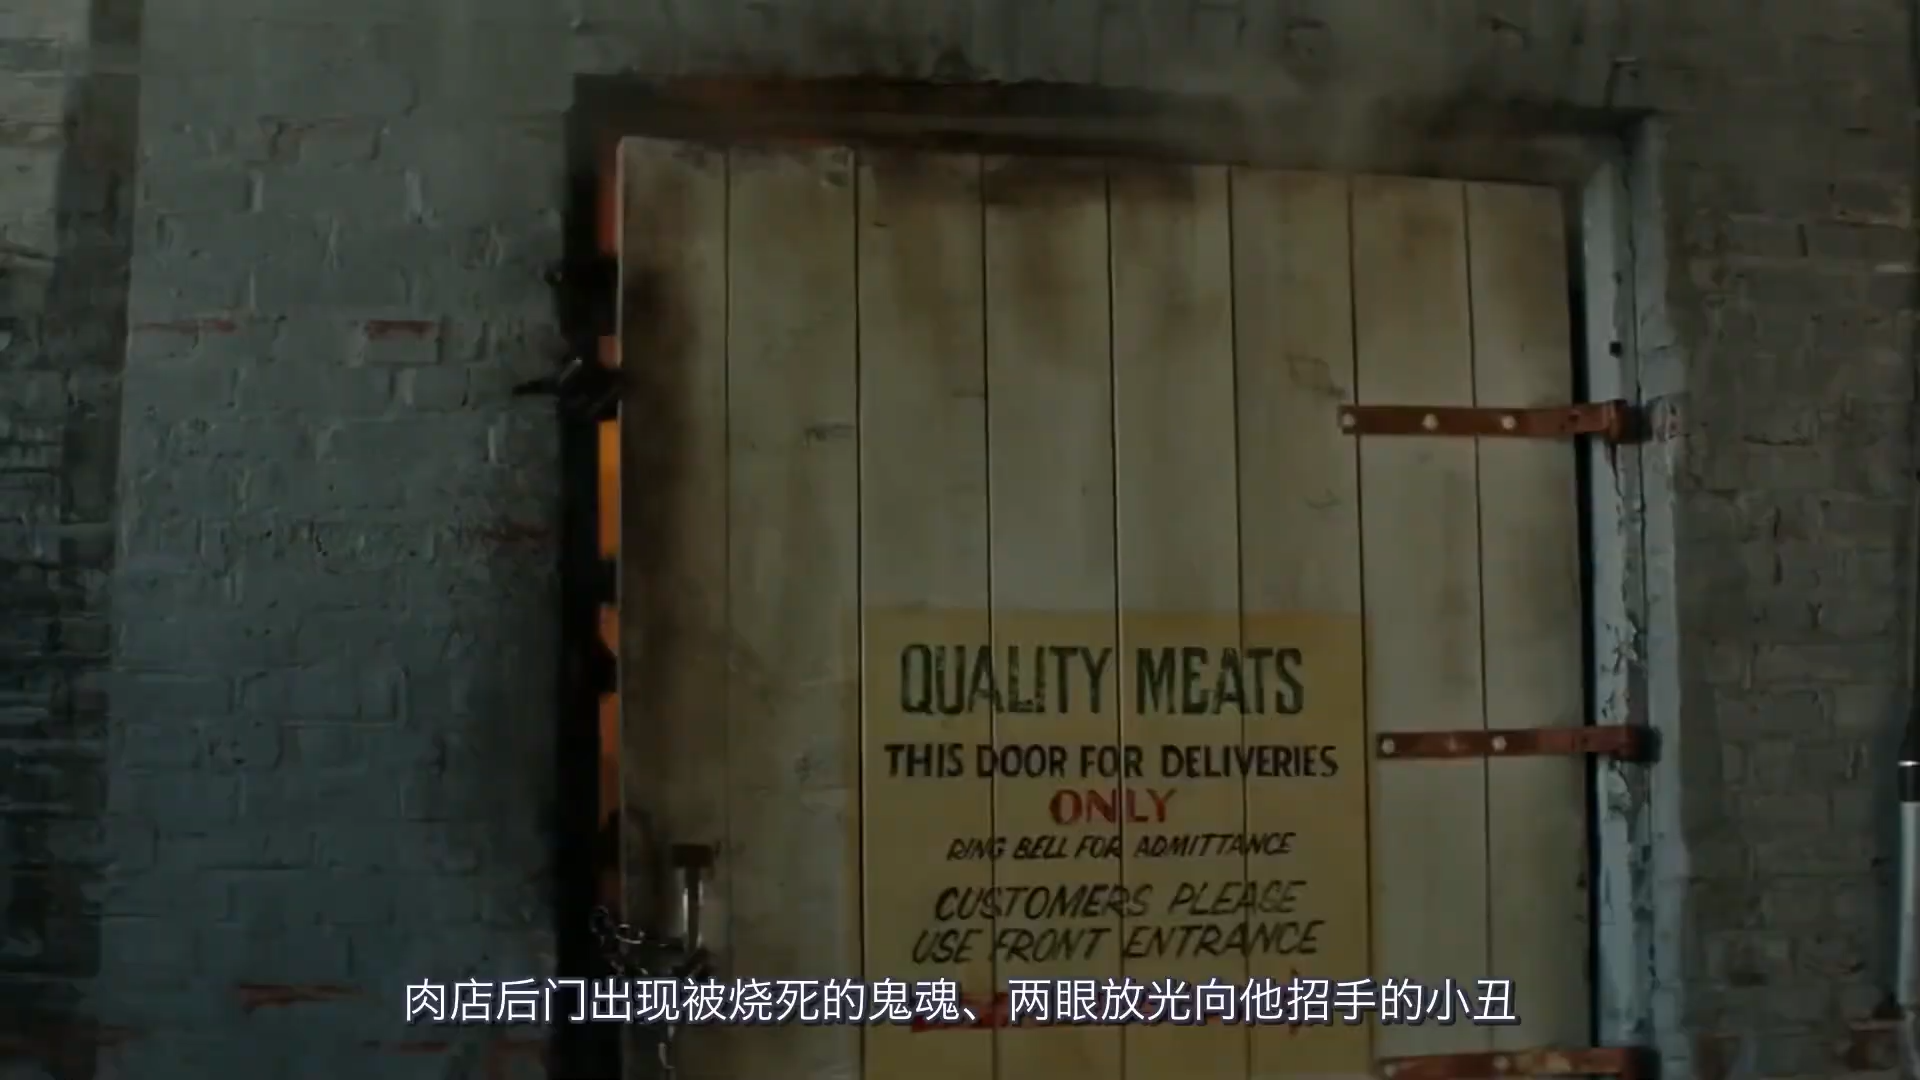 QUALITY MEATS
THIS DOOR FOR DELIVERIES
ONLY
RING BELL FOR ADMITTANCE
CUSTOMERS PLEASE
USE FRONT ENTRANCE
肉店后门出现被烧死的鬼魂、两眼放光向他招手的小丑